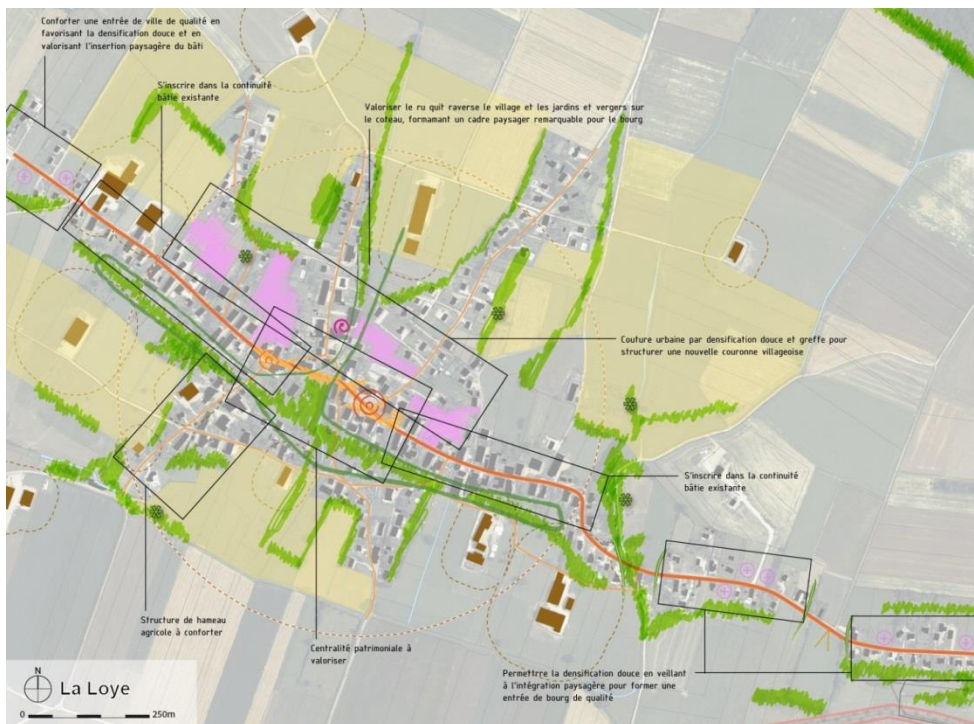 Conforter une entrée de ville de qualité en
favorisant la densification douce et en
valorisant l'insertion paysagère du bâti
S'inscrire dans la continuité
bâtie existante
Valoriser le ru quit raverse le village et les jardins et vergers sur
le coteau, formamant un cadre paysager remarquable pour le bourg
Couture urbaine par densification douce et greffe pour
structurer une nouvelle couronne villageoise
S'inscrire dans la continuité
bâtie existante
Structure de hameau
agricole à conforter
Centralité patrimoniale à
valoriser
Permettrre la densification douce en veillant
à l'intégration paysagère pour former une
entrée de bourg de qualité
N
La Loye
0 250m